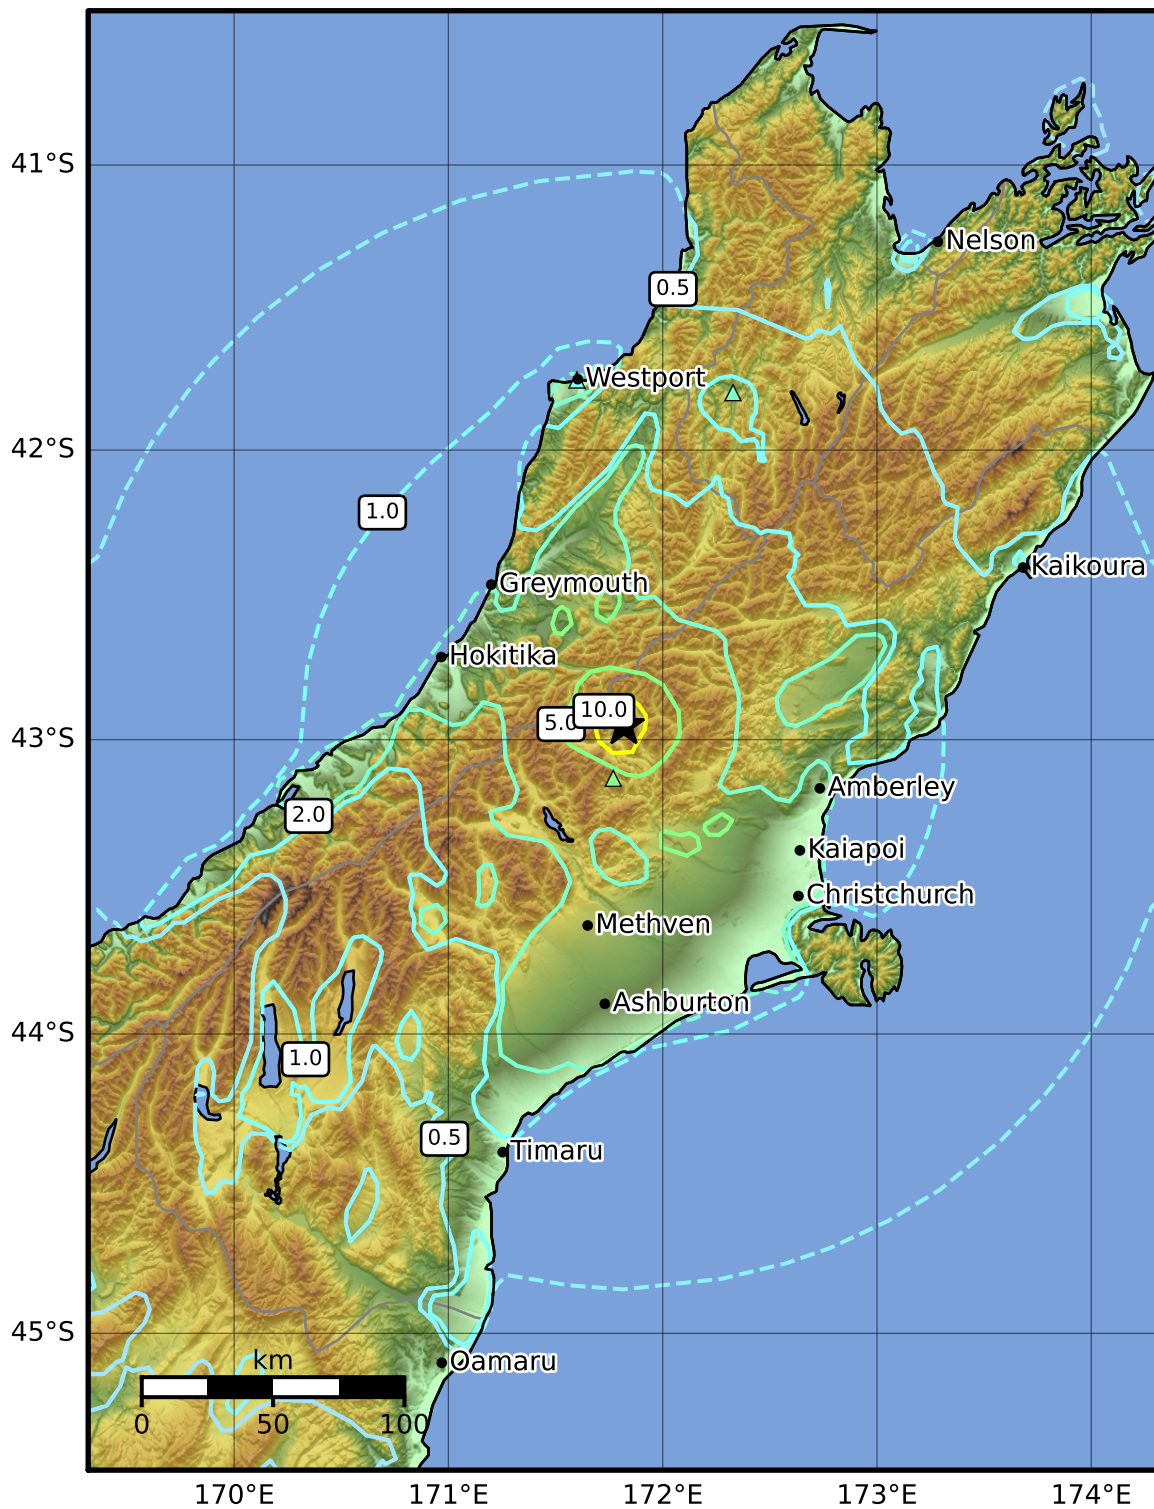 41°S
Nelson
0.5
Westport
42°S
1.0
Kaikoura
Greymouth
Hokitika
10.0
5.0
43°S
Amberley
2.0
Kaiapoi
Christchurch
Methven
Ashburton
44°S
1.0
0.5
Timaru
45°S
km
Oamaru
0 50 100
170°E 171°E 172°E 173°E 174°E